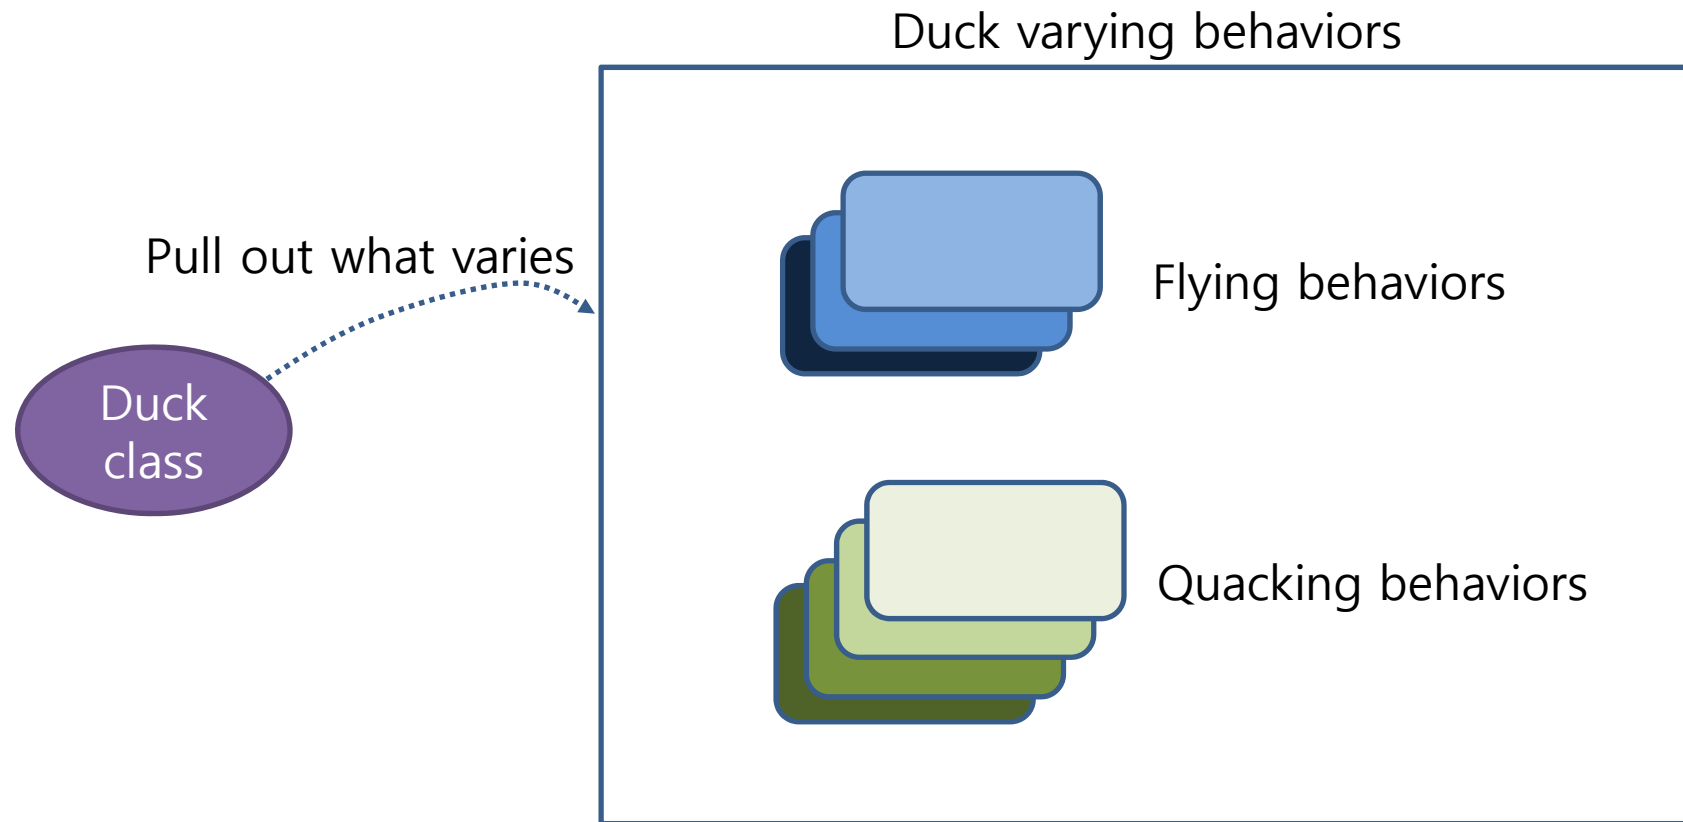 Duck varying behaviors
Pull out what varies
Flying behaviors
Duck
class
Quacking behaviors